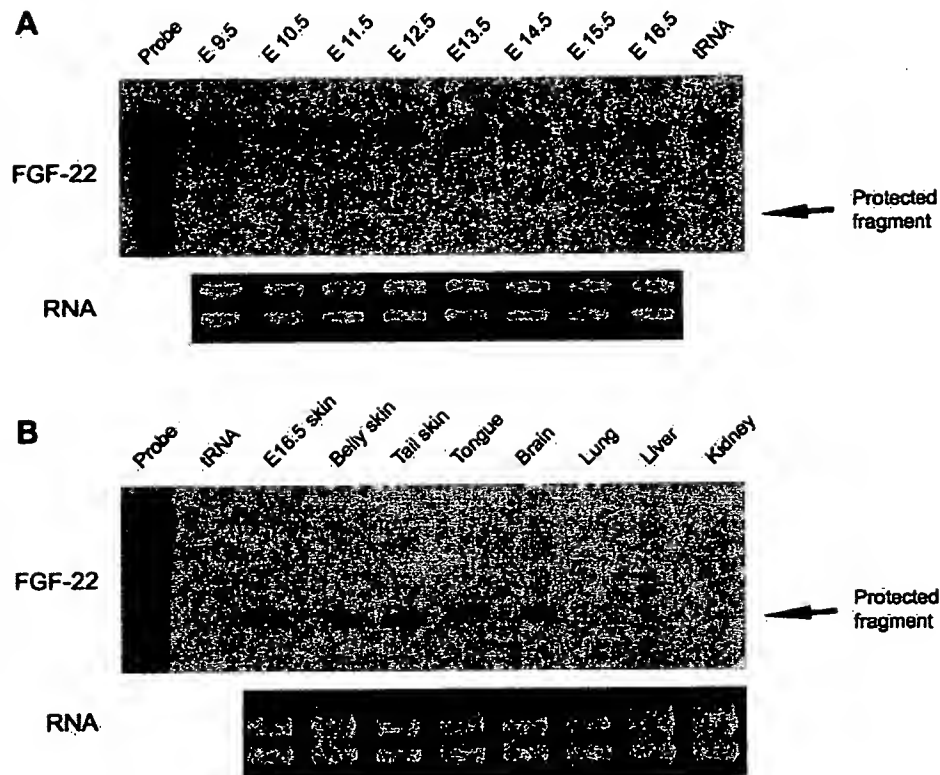 A
Probe E 9.5 E 10.5 E 11.5 E 12.5 E13.5 E 14.5 E 15.5 E 16.5 tRNA
FGF-22
Protected
fragment
RNA
B
Probe tRNA E16.5 skin Belly skin Tail skin Tongue Brain Lung Liver Kidney
FGF-22
Protected
fragment
RNA